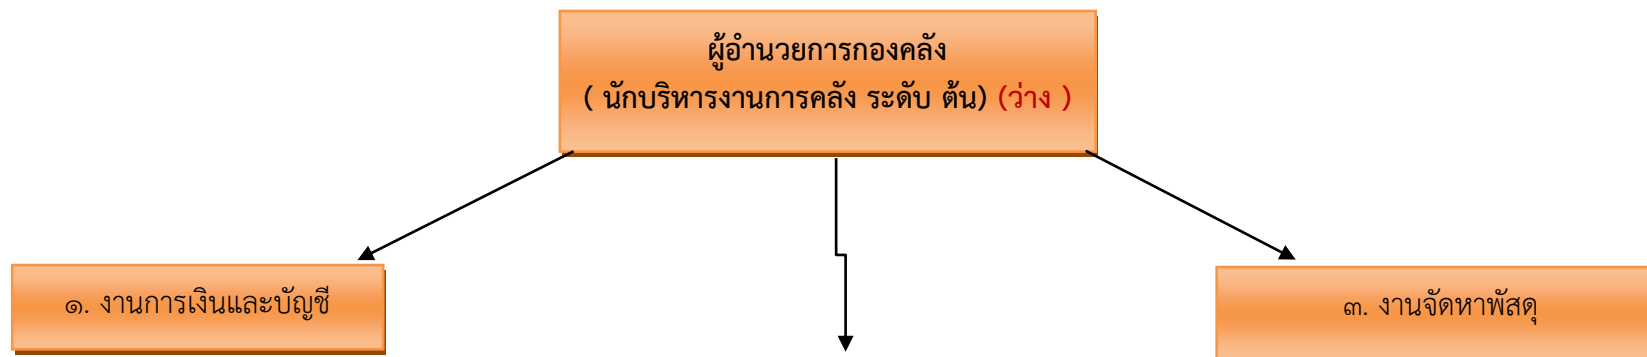 ผู้อำนวยการกองคลัง
( นักบริหารงานการคลัง ระดับ ต้น) (ว่าง )
๑. งานการเงินและบัญชี
๓. งานจัดหาพัสดุ